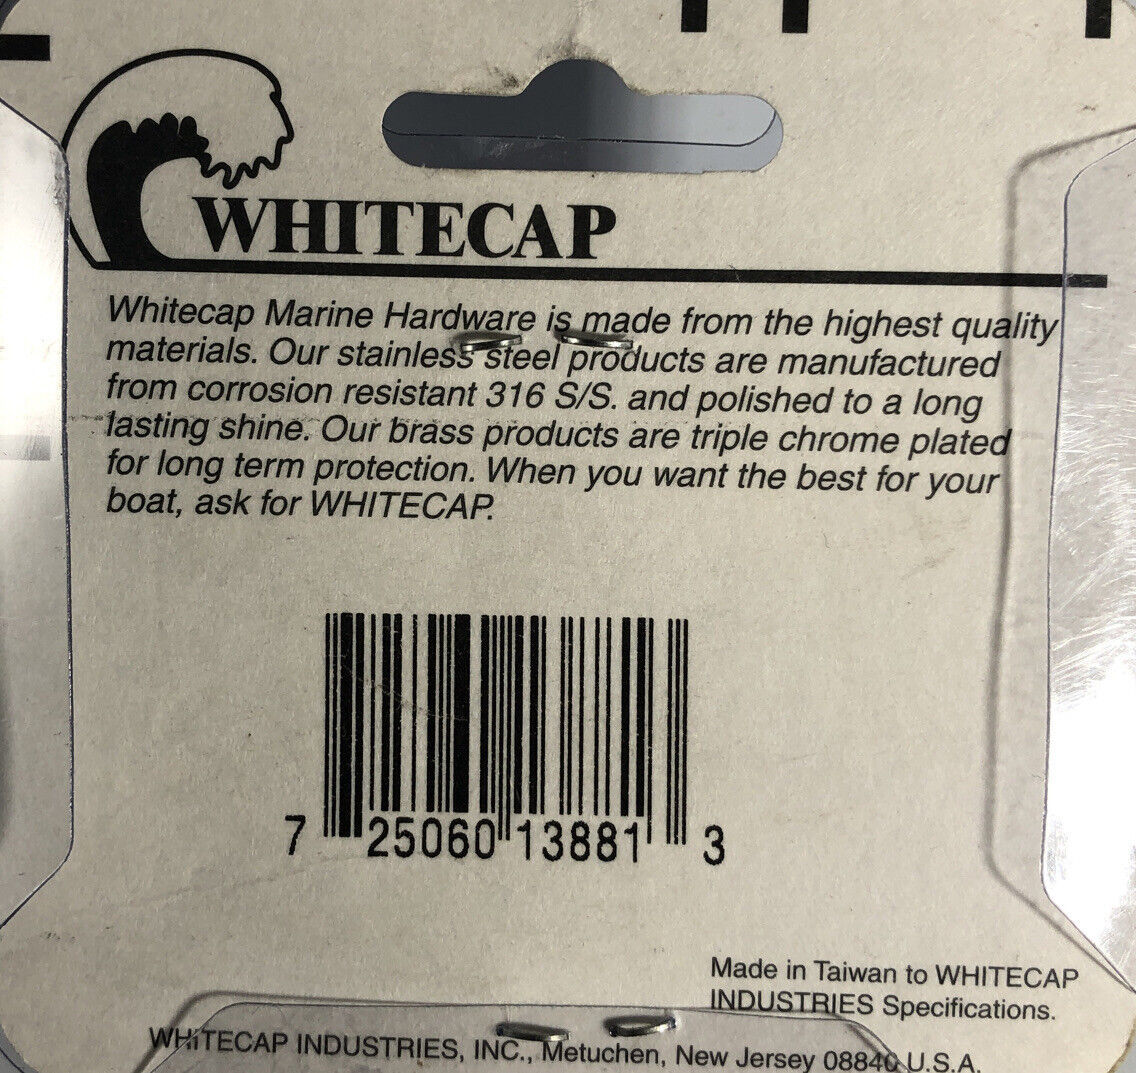 WHITECAP
Whitecap Marine Hardware is made from the highest quality
materials. Our stainless steel products are manufactured
from corrosion resistant 316 S/S. and polished to a long
lasting shine. Our brass products are triple chrome plated
for long term protection. When you want the best for your
boat, ask for WHITECAP.
7 25060 13881 3
Made in Taiwan to WHITECAP
INDUSTRIES Specifications.
WHITECAP INDUSTRIES, INC., Metuchen, New Jersey 08840 U.S.A.